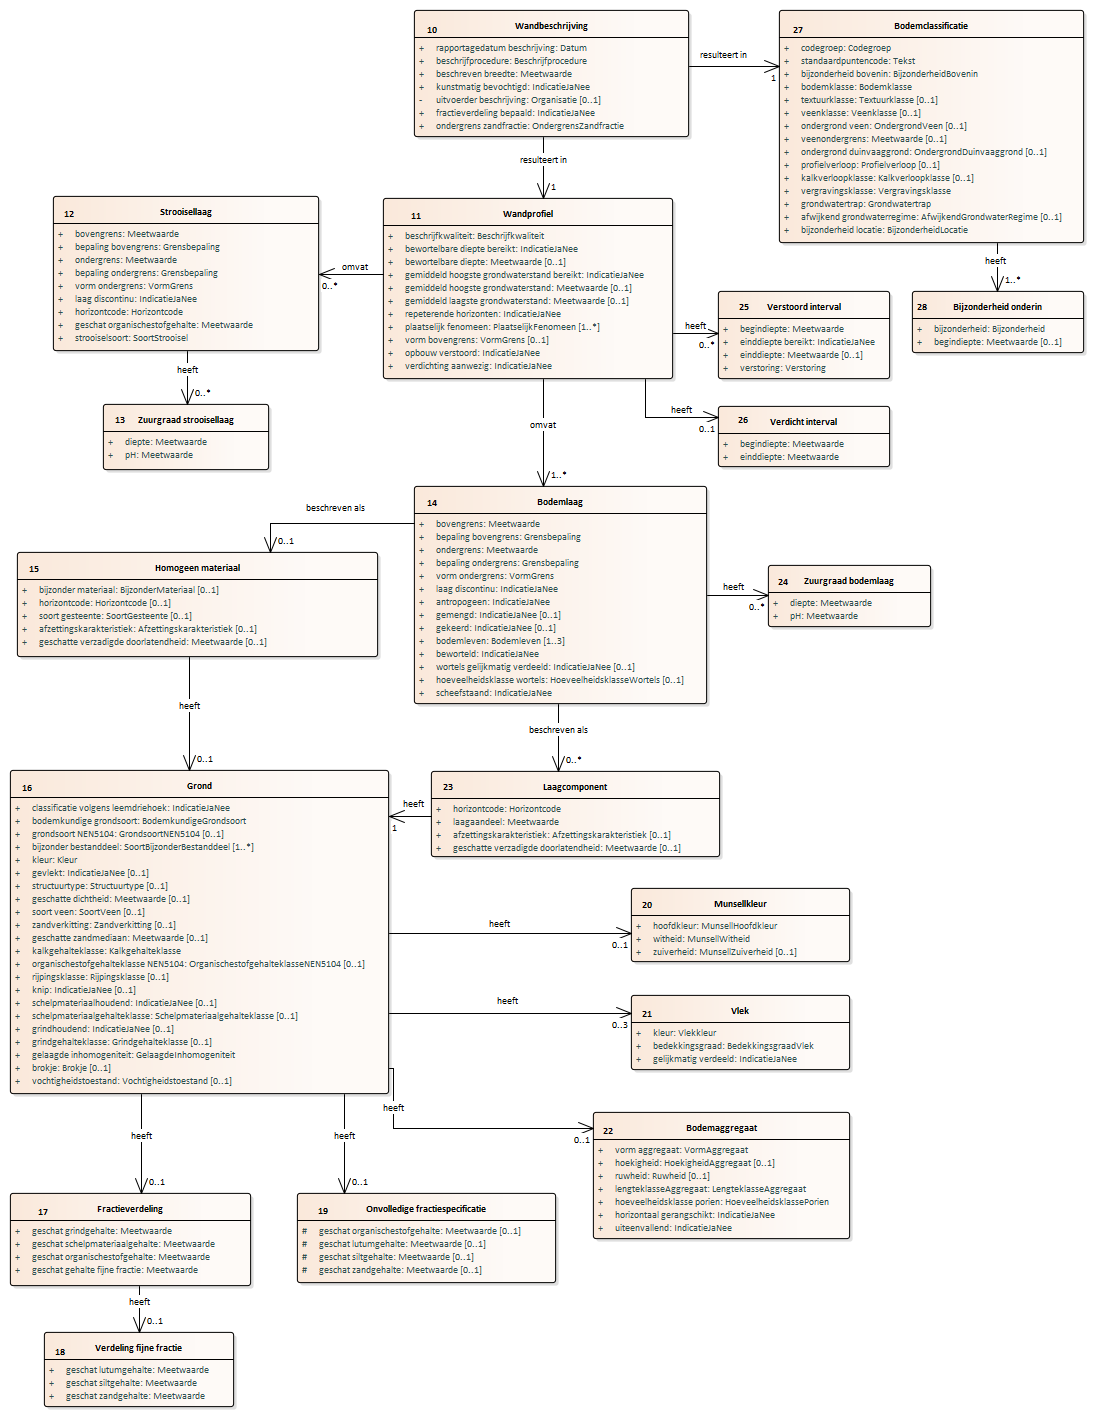 10 Wandbeschrijving
+ rapportagedatum beschrijving: Datum
+ beschrijfprocedure: Beschrijfprocedure
+ beschreven breedte: Meetwaarde
+ kunstmatig bevochtigd: IndicatieJaNee
- uitvoerder beschrijving: Organisatie [0..1]
+ fractieverdeling bepaald: IndicatieJaNee
+ ondergrens zandfractie: OndergrensZandfractie
resulteert in
1
27 Bodemclassificatie
+ codegroep: Codegroep
+ standaardpuntencode: Tekst
+ bijzonderheid bovenin: BijzonderheidBovenin
+ bodemklasse: Bodemklasse
+ textuurklasse: Textuurklasse [0..1]
+ veenklasse: Veenklasse [0..1]
+ ondergrond veen: OndergrondVeen [0..1]
+ veenondergrens: Meetwaarde [0..1]
+ ondergrond duinvaaggrond: OndergrondDuinvaaggrond [0..1]
+ profielverloop: Profielverloop [0..1]
+ kalkverloopklasse: Kalkverloopklasse [0..1]
+ vergravingsklasse: Vergravingsklasse
+ grondwatertrap: Grondwatertrap
+ afwijkend grondwaterregime: AfwijkendGrondwaterRegime [0..1]
+ bijzonderheid locatie: BijzonderheidLocatie
resulteert in
1
heeft
1..*
12 Strooisellaag
+ bovengrens: Meetwaarde
+ bepaling bovengrens: Grensbepaling
+ ondergrens: Meetwaarde
+ bepaling ondergrens: Grensbepaling
+ vorm ondergrens: VormGrens
+ laag discontinu: IndicatieJaNee
+ horizontcode: Horizontcode
+ geschat organischestofgehalte: Meetwaarde
+ strooiselsoort: SoortStrooisel
omvat
0..*
11 Wandprofiel
+ beschrijfkwaliteit: Beschrijfkwaliteit
+ bewortelbare diepte bereikt: IndicatieJaNee
+ bewortelbare diepte: Meetwaarde [0..1]
+ gemiddeld hoogste grondwaterstand bereikt: IndicatieJaNee
+ gemiddeld hoogste grondwaterstand: Meetwaarde [0..1]
+ gemiddeld laagste grondwaterstand: Meetwaarde [0..1]
+ repeterende horizonten: IndicatieJaNee
+ plaatselijk fenomeen: PlaatselijkFenomeen [1..*]
+ vorm bovengrens: VormGrens [0..1]
+ opbouw verstoord: IndicatieJaNee
+ verdichting aanwezig: IndicatieJaNee
heeft
0..*
25 Verstoord interval
+ begindiepte: Meetwaarde
+ einddiepte bereikt: IndicatieJaNee
+ einddiepte: Meetwaarde [0..1]
+ verstoring: Verstoring
28 Bijzonderheid onderin
+ bijzonderheid: Bijzonderheid
+ begindiepte: Meetwaarde [0..1]
heeft
0..*
13 Zuurgraad strooisellaag
+ diepte: Meetwaarde
+ pH: Meetwaarde
heeft
0..1
26 Verdicht interval
+ begindiepte: Meetwaarde
+ einddiepte: Meetwaarde
omvat
1..*
14 Bodemlaag
+ bovengrens: Meetwaarde
+ bepaling bovengrens: Grensbepaling
+ ondergrens: Meetwaarde
+ bepaling ondergrens: Grensbepaling
+ vorm ondergrens: VormGrens
+ laag discontinu: IndicatieJaNee
+ antropogeen: IndicatieJaNee
+ gemengd: IndicatieJaNee [0..1]
+ gekeerd: IndicatieJaNee [0..1]
+ bodemleven: Bodemleven [1..3]
+ beworteld: IndicatieJaNee
+ wortels gelijkmatig verdeeld: IndicatieJaNee [0..1]
+ hoeveelheidsklasse wortels: HoeveelheidsklasseWortels [0..1]
+ scheefstaand: IndicatieJaNee
beschreven als
0..1
15 Homogeen materiaal
+ bijzonder materiaal: BijzonderMateriaal [0..1]
+ horizontcode: Horizontcode [0..1]
+ soort gesteente: SoortGesteente [0..1]
+ afzettingskarakteristiek: Afzettingskarakteristiek [0..1]
+ geschatte verzadigde doorlatendheid: Meetwaarde [0..1]
heeft
0..*
24 Zuurgraad bodemlaag
+ diepte: Meetwaarde
+ pH: Meetwaarde
heeft
0..1
beschreven als
0..*
16 Grond
+ classificatie volgens leemdriehoek: IndicatieJaNee
+ bodemkundige grondsoort: BodemkundigeGrondsoort
+ grondsoort NEN5104: GrondsoortNEN5104 [0..1]
+ bijzonder bestanddeel: SoortBijzonderBestanddeel [1..*]
+ kleur: Kleur
+ gevlekt: IndicatieJaNee [0..1]
+ structuurtype: Structuurtype [0..1]
+ geschatte dichtheid: Meetwaarde [0..1]
+ soort veen: SoortVeen [0..1]
+ zandverkitting: Zandverkitting [0..1]
+ geschatte zandmediaan: Meetwaarde [0..1]
+ kalkgehalteklasse: Kalkgehalteklasse
+ organischestofgehalteklasse NEN5104: OrganischestofgehalteklasseNEN5104 [0..1]
+ rijpingsklasse: Rijpingsklasse [0..1]
+ knip: IndicatieJaNee [0..1]
+ schelpmateriaalhoudend: IndicatieJaNee [0..1]
+ schelpmateriaalgehalteklasse: Schelpmateriaalgehalteklasse [0..1]
+ grindhoudend: IndicatieJaNee [0..1]
+ grindgehalteklasse: Grindgehalteklasse [0..1]
+ gelaagde inhomogeniteit: GelaagdeInhomogeniteit
+ brokje: Brokje [0..1]
+ vochtigheidstoestand: Vochtigheidstoestand [0..1]
heeft
1
23 Laagcomponent
+ horizontcode: Horizontcode
+ laagaandeel: Meetwaarde
+ afzettingskarakteristiek: Afzettingskarakteristiek [0..1]
+ geschatte verzadigde doorlatendheid: Meetwaarde [0..1]
heeft
0..1
20 Munsellkleur
+ hoofdkleur: MunsellHoofdkleur
+ witheid: MunsellWitheid
+ zuiverheid: MunsellZuiverheid [0..1]
heeft
0..3
21 Vlek
+ kleur: Vlekkleur
+ bedekkingsgraad: BedekkingsgraadVlek
+ gelijkmatig verdeeld: IndicatieJaNee
heeft
0..1
22 Bodemaggregaat
+ vorm aggregaat: VormAggregaat
+ hoekigheid: HoekigheidAggregaat [0..1]
+ ruwheid: Ruwheid [0..1]
+ lengteklasseAggregaat: LengteklasseAggregaat
+ hoeveelheidsklasse porien: HoeveelheidsklassePorien
+ horizontaal gerangschikt: IndicatieJaNee
+ uiteenvallend: IndicatieJaNee
heeft
0..1
17 Fractieverdeling
+ geschat grindgehalte: Meetwaarde
+ geschat schelpmateriaalgehalte: Meetwaarde
+ geschat organischestofgehalte: Meetwaarde
+ geschat gehalte fijne fractie: Meetwaarde
heeft
0..1
19 Onvolledige fractiespecificatie
# geschat organischestofgehalte: Meetwaarde [0..1]
# geschat lutumgehalte: Meetwaarde [0..1]
# geschat siltgehalte: Meetwaarde [0..1]
# geschat zandgehalte: Meetwaarde [0..1]
heeft
0..1
18 Verdeling fijne fractie
+ geschat lutumgehalte: Meetwaarde
+ geschat siltgehalte: Meetwaarde
+ geschat zandgehalte: Meetwaarde